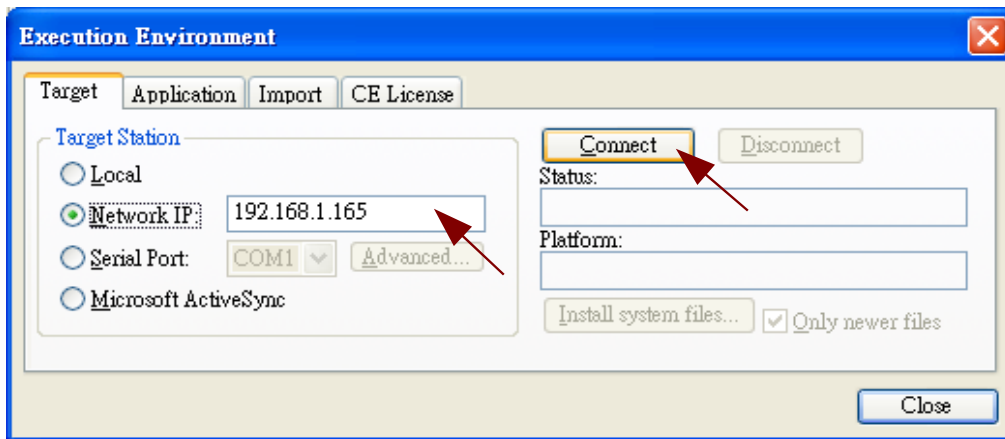 Execution Environment
Target Application Import CE License
Target Station
Local
Network IP: 192.168.1.165
Serial Port: COM1 Advanced...
Microsoft ActiveSync
Connect Disconnect
Status:
Platform:
Install system files... Only newer files
Close